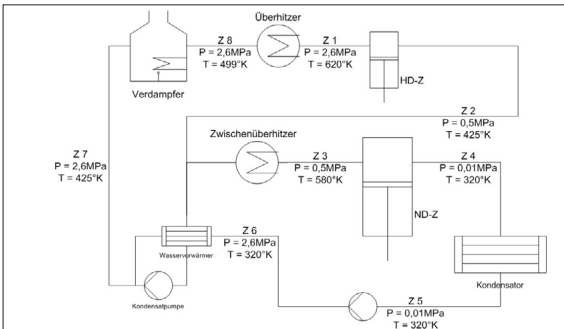 Überhitzer
Z 8
P = 2,6MPa
T = 499°K
Z 1
P = 2,6MPa
T = 620°K
HD-Z
Verdampfer
Z 2
P = 0,5MPa
T = 425°K
Z 7
P = 2,6MPa
T = 425°K
Zwischenüberhitzer
Z 3
P = 0,5MPa
T = 580°K
Z 4
P = 0,01MPa
T = 320°K
ND-Z
Z 6
P = 2,6MPa
T = 320°K
Wasservorwärmer
Kondensatpumpe
Kondensator
Z 5
P = 0,01MPa
T = 320°K